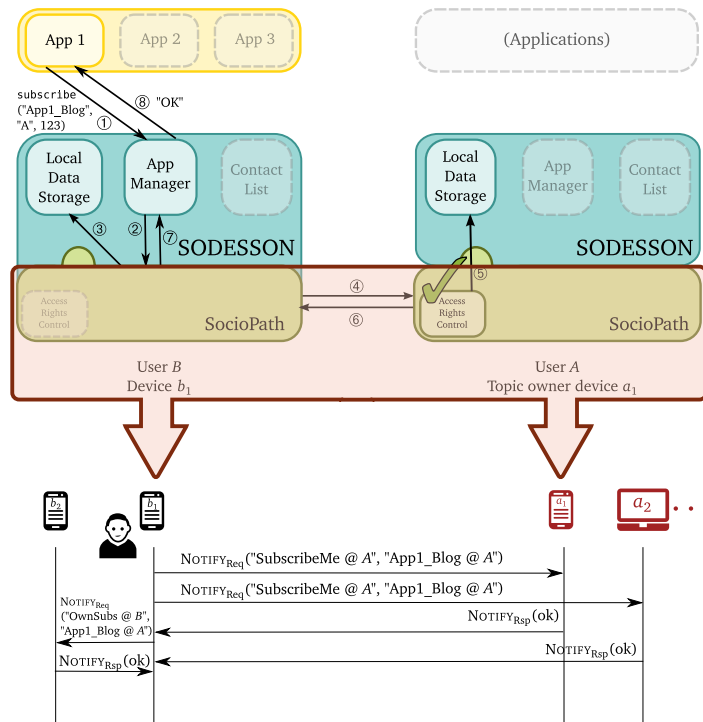 App 1
App 2
App 3
(Applications)
subscribe
("App1_Blog",
"A", 123)
①
⑧ "OK"
Local
Data
Storage
App
Manager
Contact
List
Local
Data
Storage
App
Manager
Contact
List
③
②
⑦
SODESSON
SODESSON
⑤
④
⑥
Access
Rights
Control
SocioPath
Access
Rights
Control
SocioPath
User B
Device b1
User A
Topic owner device a1
b2
b1
a1
a2
NOTIFYReq("SubscribeMe @ A", "App1_Blog @ A")
NOTIFYReq("SubscribeMe @ A", "App1_Blog @ A")
NOTIFYReq
("OwnSubs @ B",
"App1_Blog @ A")
NOTIFYRsp(ok)
NOTIFYRsp(ok)
NOTIFYRsp(ok)